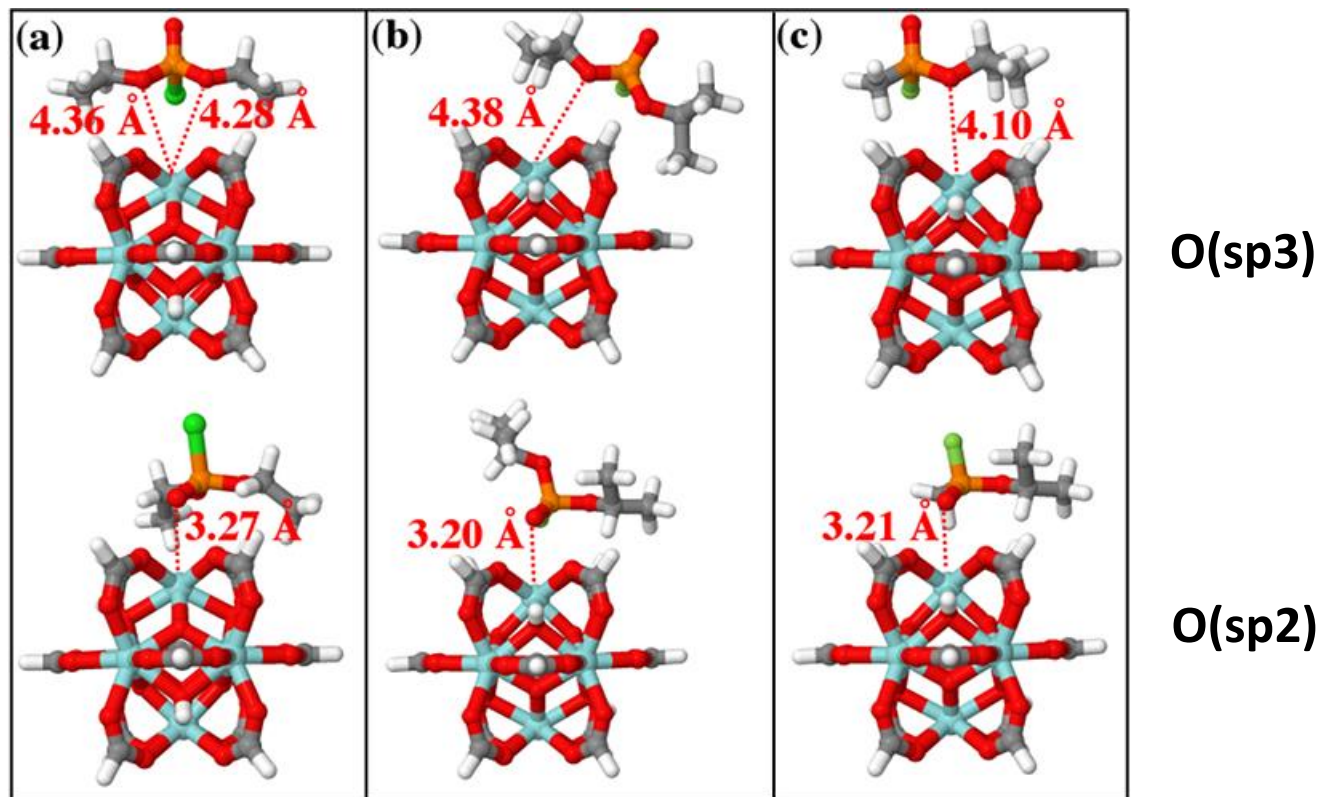 (a)
(b)
(c)
4.36 Å
4.28 Å
4.38 Å
4.10 Å
O(sp3)
3.27 Å
3.20 Å
3.21 Å
O(sp2)